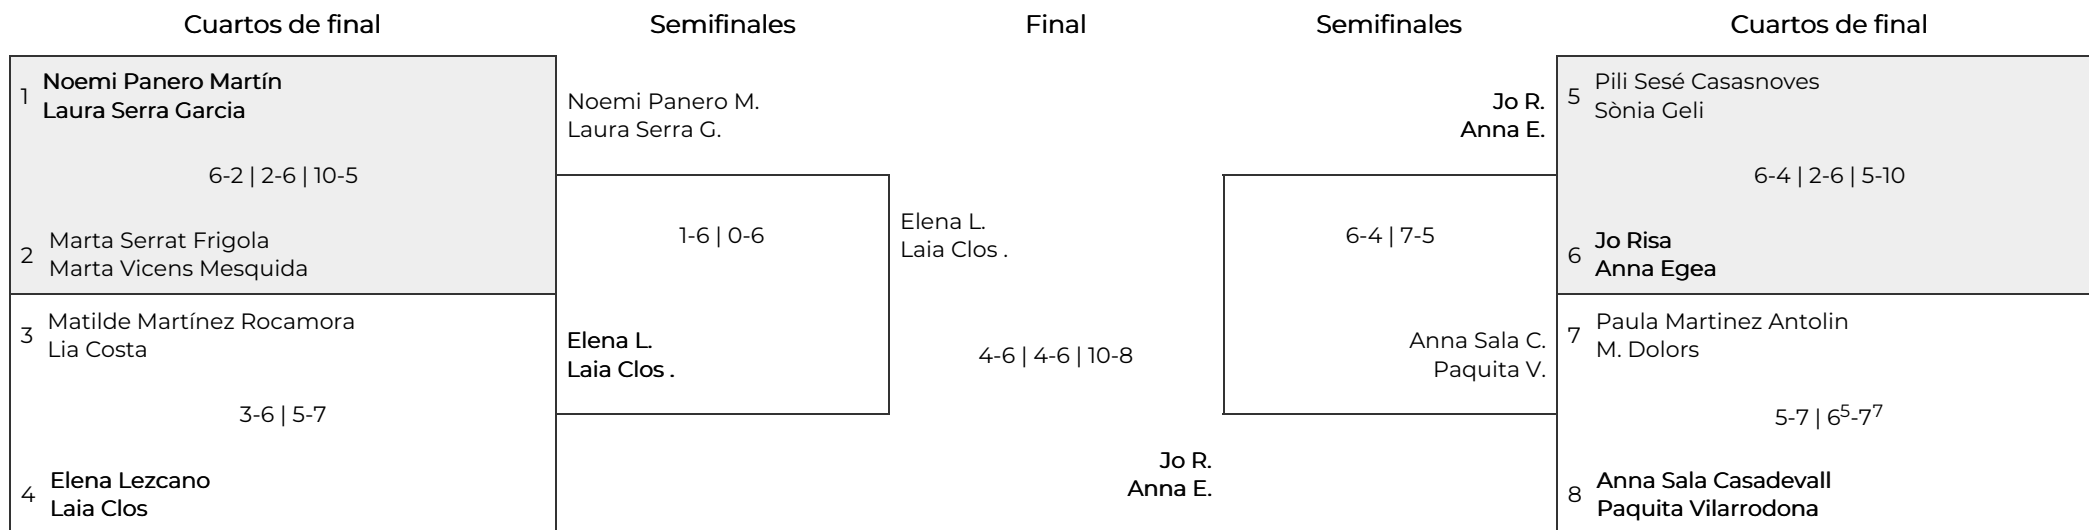 Cuartos de final
Semifinales
Final
Semifinales
Cuartos de final
1
Noemi Panero Martín
Laura Serra Garcia
6-2 | 2-6 | 10-5
2
Marta Serrat Frigola
Marta Vicens Mesquida
3
Matilde Martínez Rocamora
Lia Costa
3-6 | 5-7
4
Elena Lezcano
Laia Clos
Noemi Panero M.
Laura Serra G.
1-6 | 0-6
Elena L.
Laia Clos .
Elena L.
Laia Clos .
4-6 | 4-6 | 10-8
Jo R.
Anna E.
Jo R.
Anna E.
6-4 | 7-5
Anna Sala C.
Paquita V.
5
Pili Sesé Casasnoves
Sònia Geli
6-4 | 2-6 | 5-10
6
Jo Risa
Anna Egea
7
Paula Martinez Antolin
M. Dolors
5-7 | 6⁵-7⁷
8
Anna Sala Casadevall
Paquita Vilarrodona